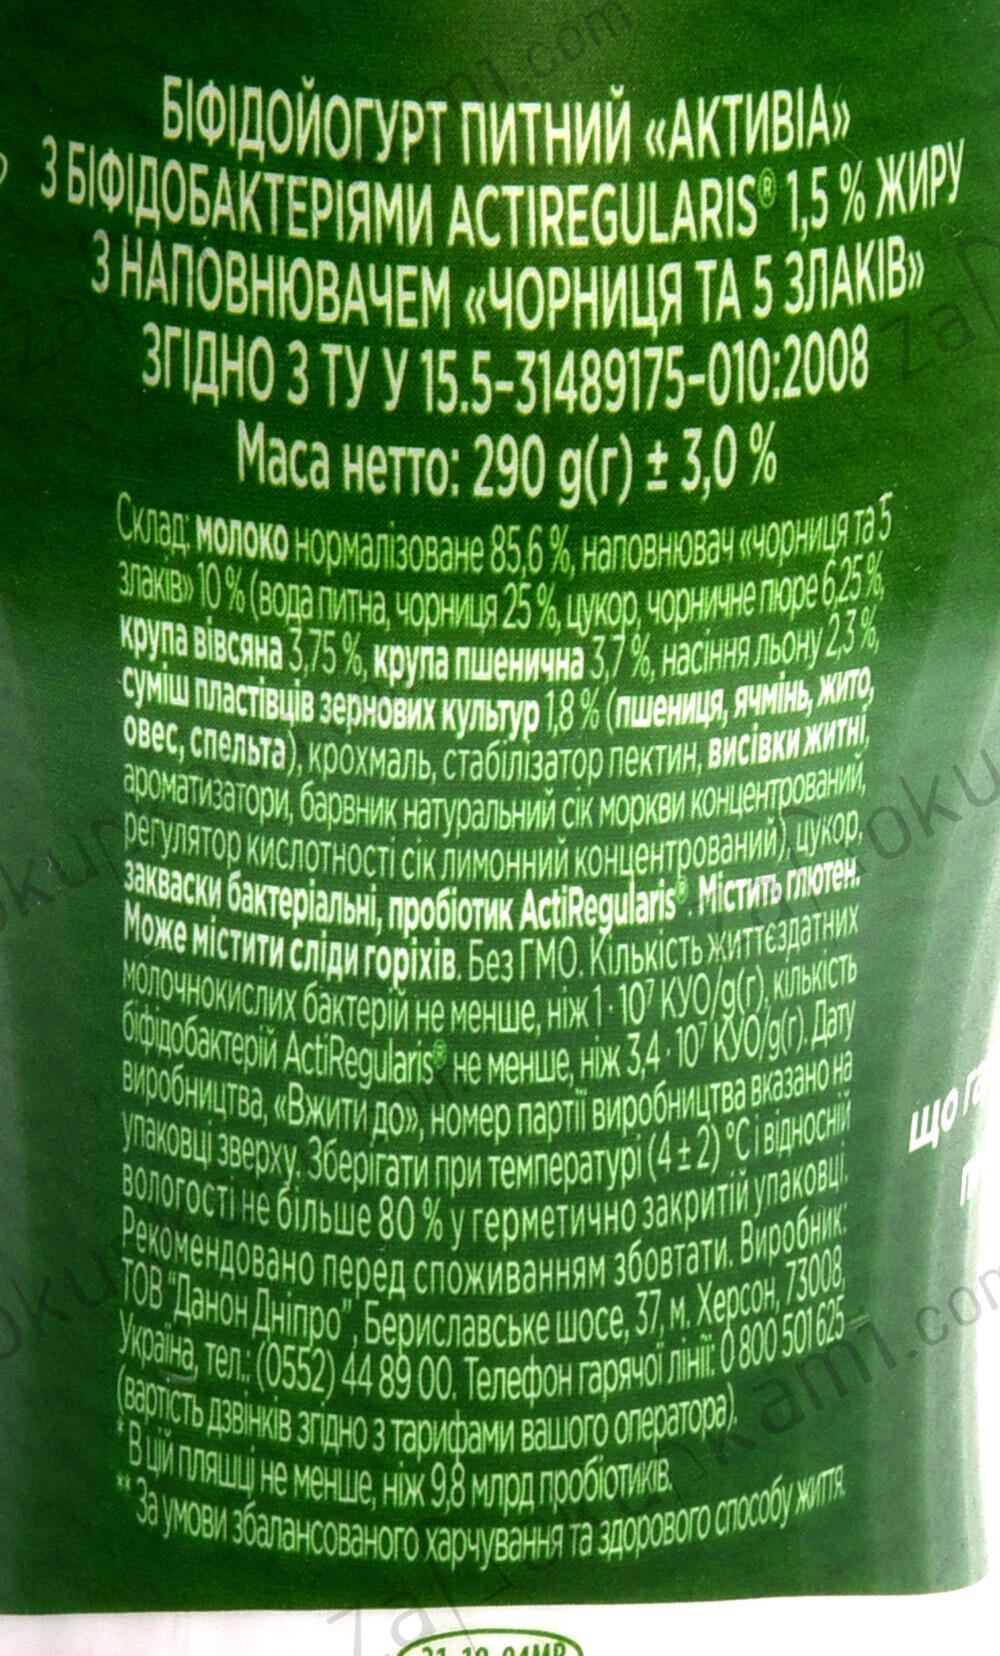 БІФІДОЙОГУРТ ПИТНИЙ «АКТИВІА»
З БІФІДОБАКТЕРІЯМИ ACTIREGULARIS® 1,5 % ЖИРУ
З НАПОВНЮВАЧЕМ «ЧОРНИЦЯ ТА 5 ЗЛАКІВ»
ЗГІДНО З ТУ У 15.5-31489175-010:2008
Маса нетто: 290 g(г) ± 3,0 %
Склад: молоко нормалізоване 85,6 %, наповнювач «чорниця та 5
злаків» 10 % (вода питна, чорниця 25 %, цукор, чорничне пюре 6,25 %,
крупа вівсяна 3,75 %, крупа пшенична 3,7 %, насіння льону 2,3 %,
суміш пластівців зернових культур 1,8 % (пшениця, ячмінь, жито,
овес, спельта), крохмаль, стабілізатор пектин, висівки житні,
ароматизатори, барвник натуральний сік моркви концентрований,
регулятор кислотності сік лимонний концентрований), цукор,
закваски бактеріальні, пробіотик ActiRegularis®. Містить глютен.
Може містити сліди горіхів. Без ГМО. Кількість життєздатних
молочнокислих бактерій не менше, ніж 1·10⁷ КУО/g(г), кількість
біфідобактерій ActiRegularis® не менше, ніж 3,4·10⁷ КУО/g(г). Дату
виробництва, «Вжити до», номер партії виробництва вказано на
упаковці зверху. Зберігати при температурі (4 ± 2) °С і відносній
вологості не більше 80 % у герметично закритій упаковці.
Рекомендовано перед споживанням збовтати. Виробник:
ТОВ "Данон Дніпро", Бериславське шосе, 37, м. Херсон, 73008,
Україна, тел.: (0552) 44 89 00. Телефон гарячої лінії: 0 800 501 625 –
(вартість дзвінків згідно з тарифами вашого оператора).
* В цій пляшці не менше, ніж 9,8 млрд пробіотиків.
** За умови збалансованого харчування та здорового способу життя.
що